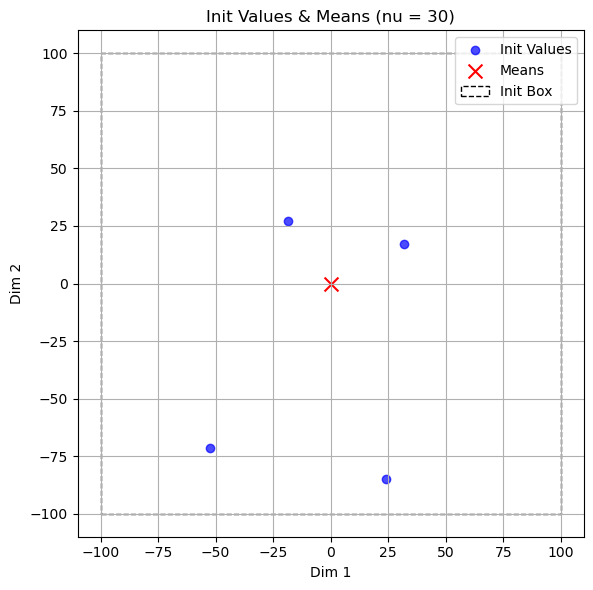 Init Values & Means (nu = 30)
Init Values
Means
Init Box
100
75
50
25
0
−25
−50
−75
−100
Dim 2
−100 −75 −50 −25 0 25 50 75 100
Dim 1